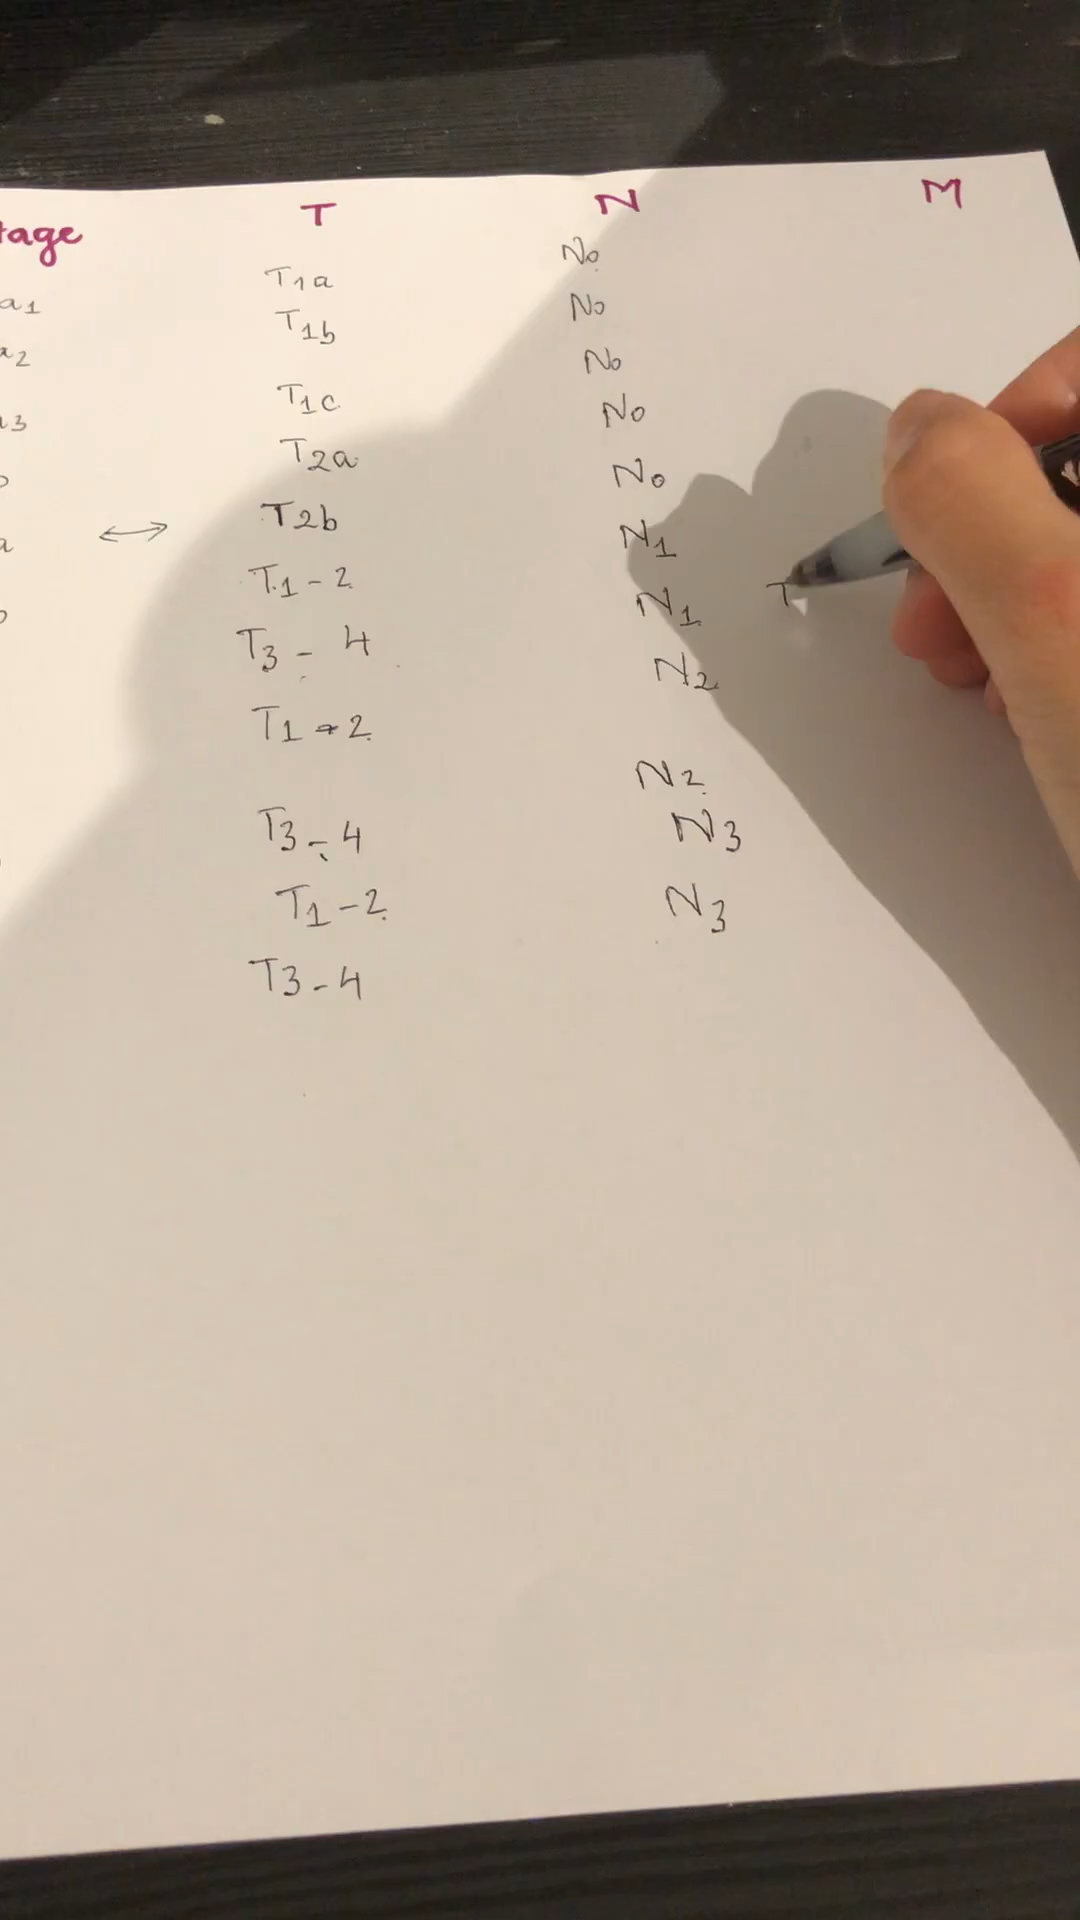 tage T N M
a1 T1a N0
a2 T1b N0
a3 T1c N0
T2a N0
a ↔ T2b N0
T1-2 N1
T3-4 N1 T
T1-2 N2
T3-4 N2
T1-2 N3
T3-4 N3